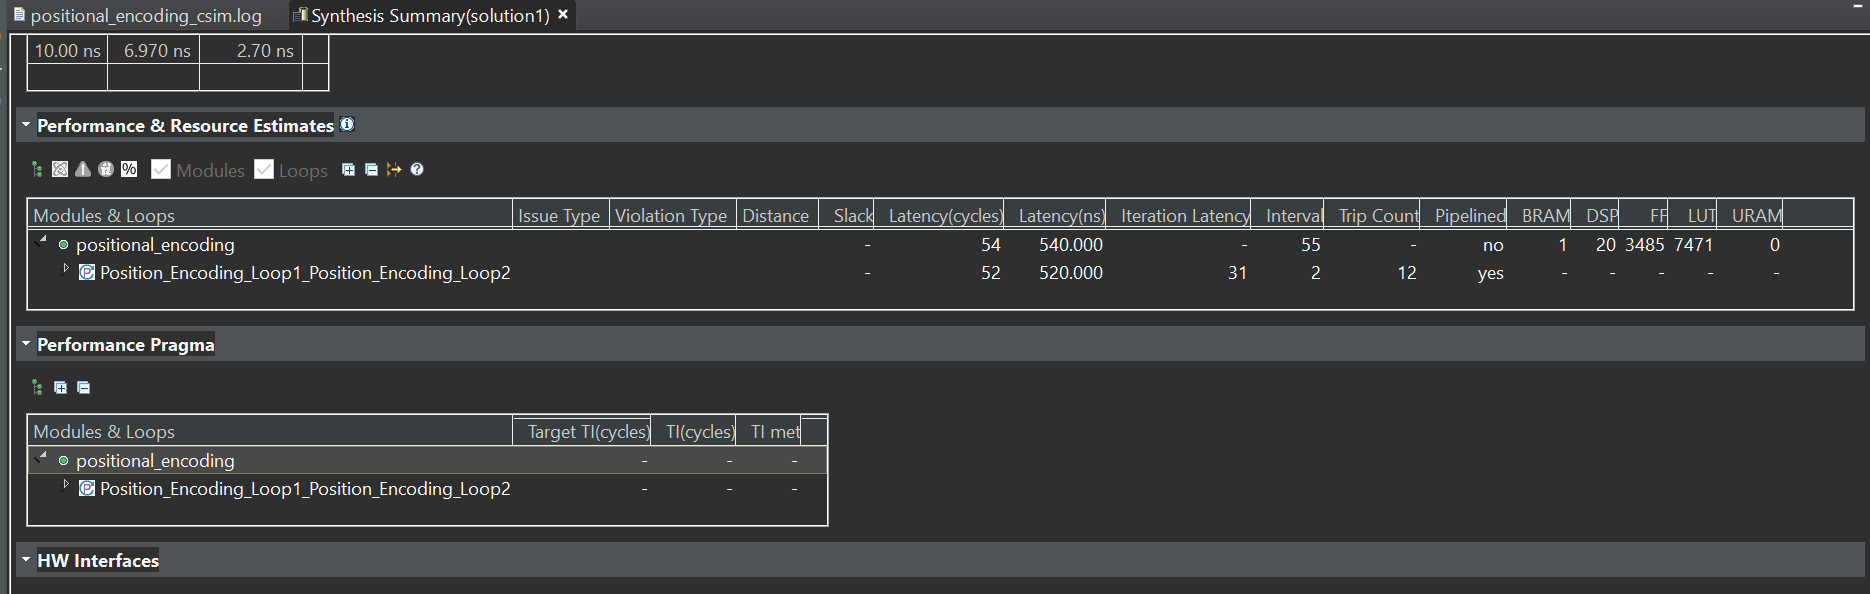 positional_encoding_csim.log Synthesis Summary(solution1)
10.00 ns 6.970 ns 2.70 ns
Performance & Resource Estimates
% Modules Loops
Modules & Loops Issue Type Violation Type Distance Slack Latency(cycles) Latency(ns) Iteration Latency Interval Trip Count Pipelined BRAM DSP FF LUT URAM
positional_encoding - 54 540.000 - 55 - no 1 20 3485 7471 0
Position_Encoding_Loop1_Position_Encoding_Loop2 - 52 520.000 31 2 12 yes - - - - -
Performance Pragma
Modules & Loops Target TI(cycles) TI(cycles) TI met
positional_encoding - - -
Position_Encoding_Loop1_Position_Encoding_Loop2 - - -
HW Interfaces